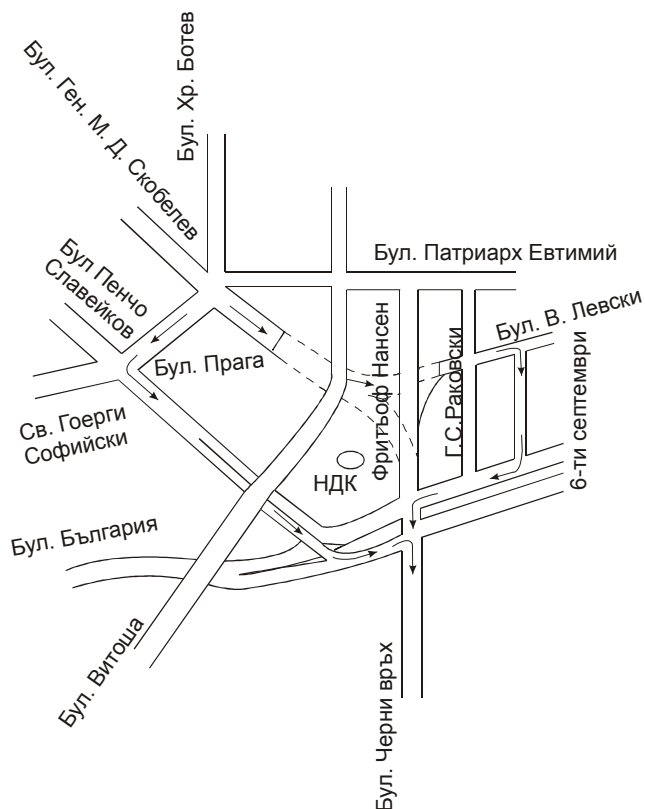 Бул. Ген. М. Д. Скобелев
Бул. Хр. Ботев
Бул. Патриарх Евтимий
Бул Пенчо
Славейков
Бул. В. Левски
Бул. Прага
Фритьоф Нансен
Г.С.Раковски
6-ти септември
Св. Гоерги
Софийски
НДК
Бул. България
Бул. Витоша
Бул. Черни връх